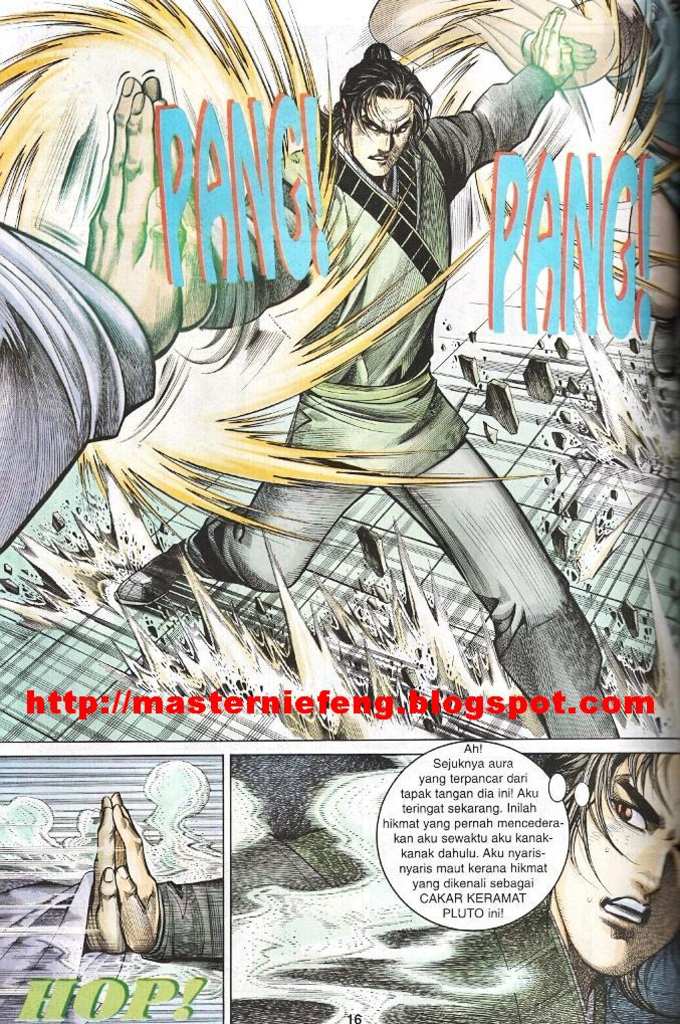 PANG!
PANG!
http://masterniefeng.blogspot.com
HOP!
Ah!
Sejuknya aura
yang terpancar dari
tapak tangan dia ini! Aku
teringat sekarang. Inilah
hikmat yang pernah mencedera-
kan aku sewaktu aku kanak-
kanak dahulu. Aku nyaris-
nyaris maut kerana hikmat
yang dikenali sebagai
CAKAR KERAMAT
PLUTO ini!
16